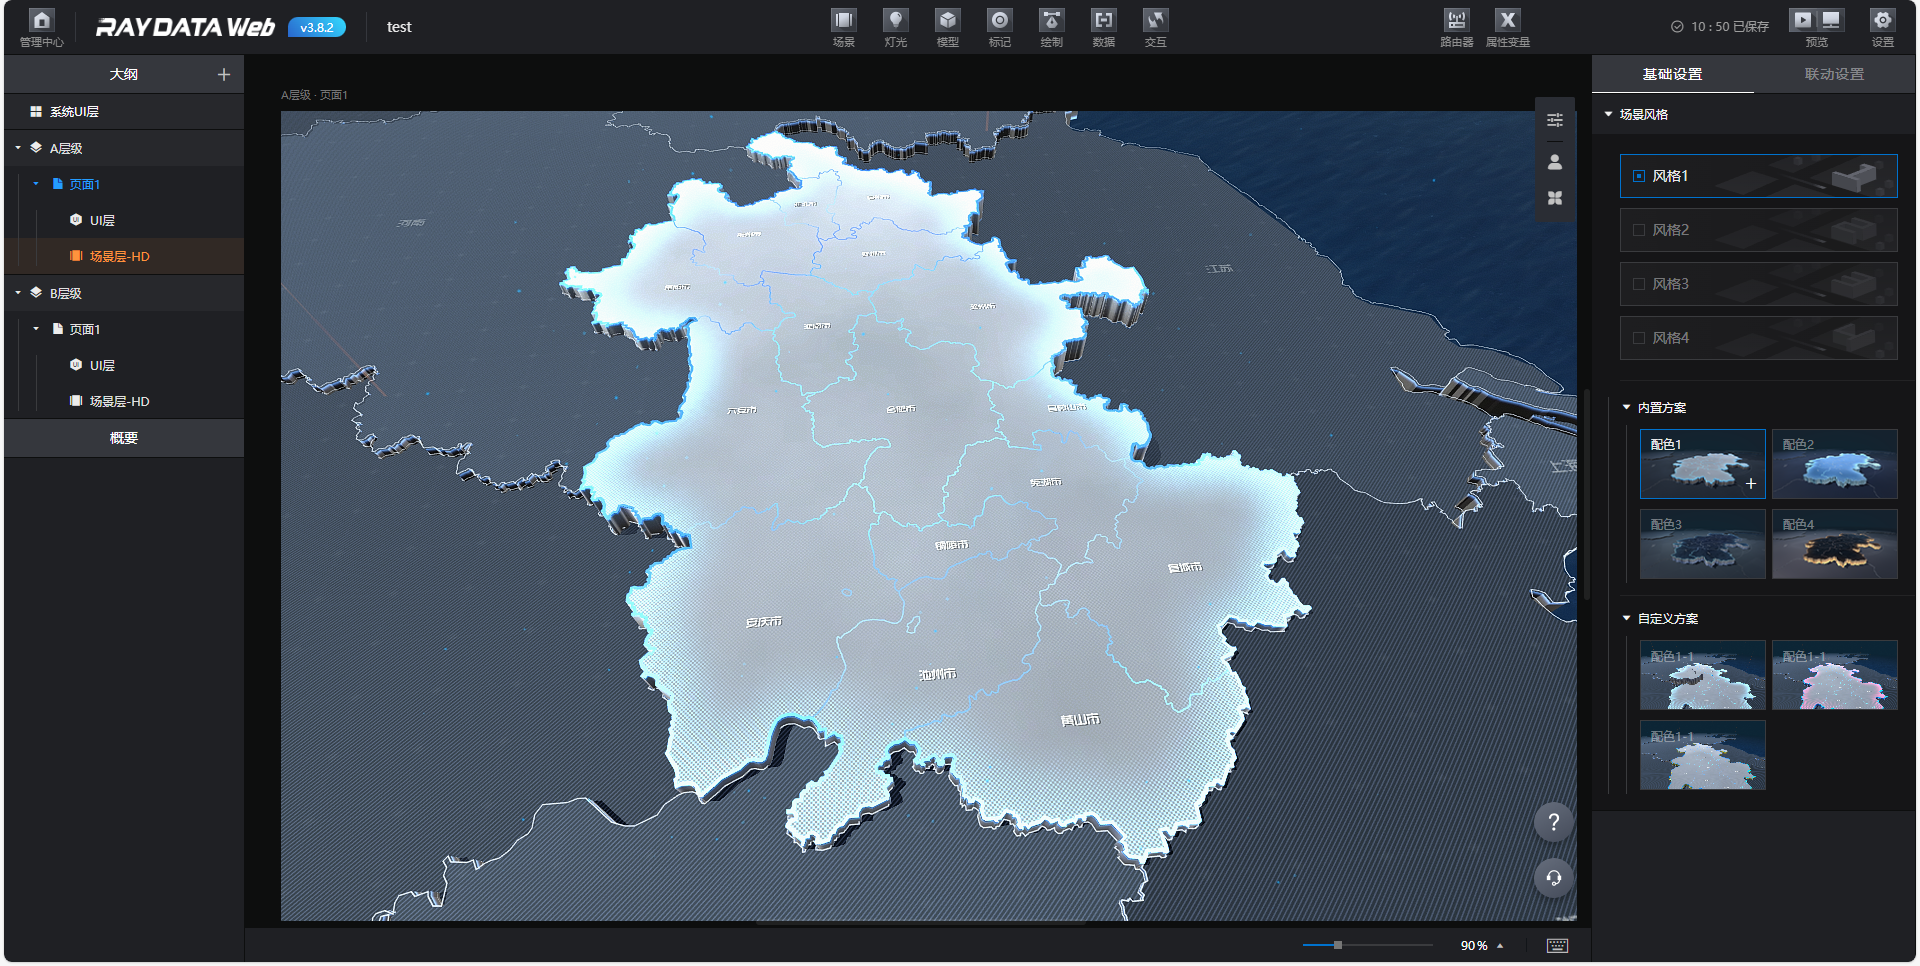 管理中心
RAYDATA Web
v3.8.2
test
场景
灯光
模型
标记
绘制
数据
交互
路由器
属性变量
10 : 50 已保存
预览
设置
大纲
系统UI层
A层级
页面1
UI层
场景层-HD
B层级
页面1
UI层
场景层-HD
概要
A层级 · 页面1
河南
江苏
六安市
合肥市
马鞍山市
芜湖市
铜陵市
宣城市
安庆市
池州市
黄山市
90%
基础设置
联动设置
场景风格
风格1
风格2
风格3
风格4
内置方案
配色1
配色2
配色3
配色4
自定义方案
配色1-1
配色1-1
配色1-1